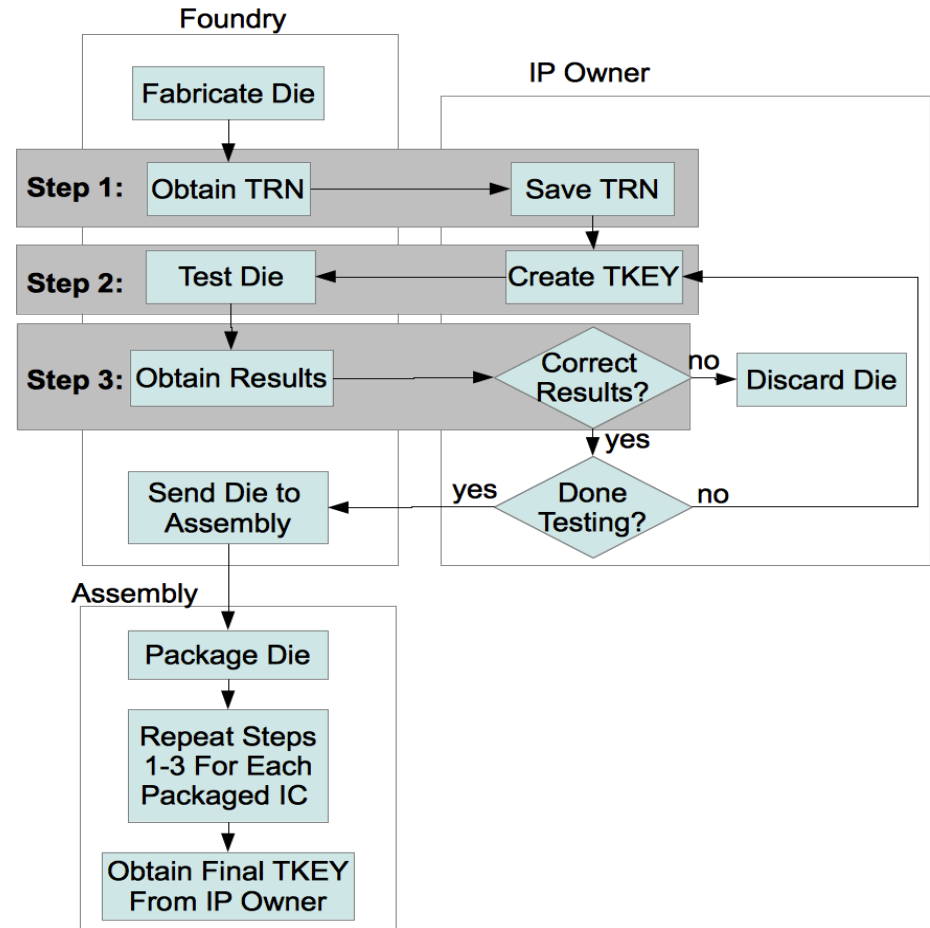 Foundry
IP Owner
Fabricate Die
Step 1:
Obtain TRN
Save TRN
Step 2:
Test Die
Create TKEY
Step 3:
Obtain Results
Correct
Results?
no
Discard Die
yes
Send Die to
Assembly
yes
Done
Testing?
no
Assembly
Package Die
Repeat Steps
1-3 For Each
Packaged IC
Obtain Final TKEY
From IP Owner